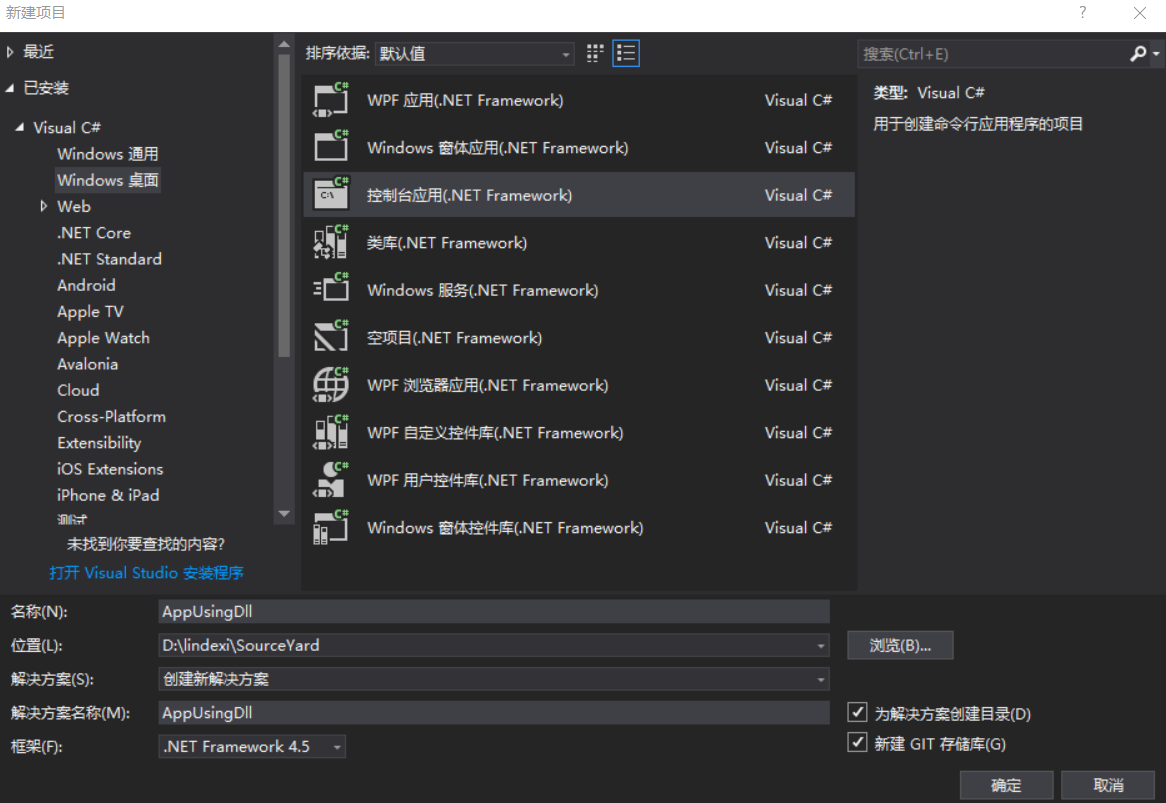 新建项目
?
最近
已安装
Visual C#
Windows 通用
Windows 桌面
Web
.NET Core
.NET Standard
Android
Apple TV
Apple Watch
Avalonia
Cloud
Cross-Platform
Extensibility
iOS Extensions
iPhone & iPad
测试
未找到你要查找的内容?
打开 Visual Studio 安装程序
排序依据: 默认值
WPF 应用(.NET Framework) Visual C#
Windows 窗体应用(.NET Framework) Visual C#
控制台应用(.NET Framework) Visual C#
类库(.NET Framework) Visual C#
Windows 服务(.NET Framework) Visual C#
空项目(.NET Framework) Visual C#
WPF 浏览器应用(.NET Framework) Visual C#
WPF 自定义控件库(.NET Framework) Visual C#
WPF 用户控件库(.NET Framework) Visual C#
Windows 窗体控件库(.NET Framework) Visual C#
搜索(Ctrl+E)
类型: Visual C#
用于创建命令行应用程序的项目
名称(N): AppUsingDll
位置(L): D:\lindexi\SourceYard 浏览(B)...
解决方案(S): 创建新解决方案
解决方案名称(M): AppUsingDll 为解决方案创建目录(D)
框架(F): .NET Framework 4.5 新建 GIT 存储库(G)
确定 取消